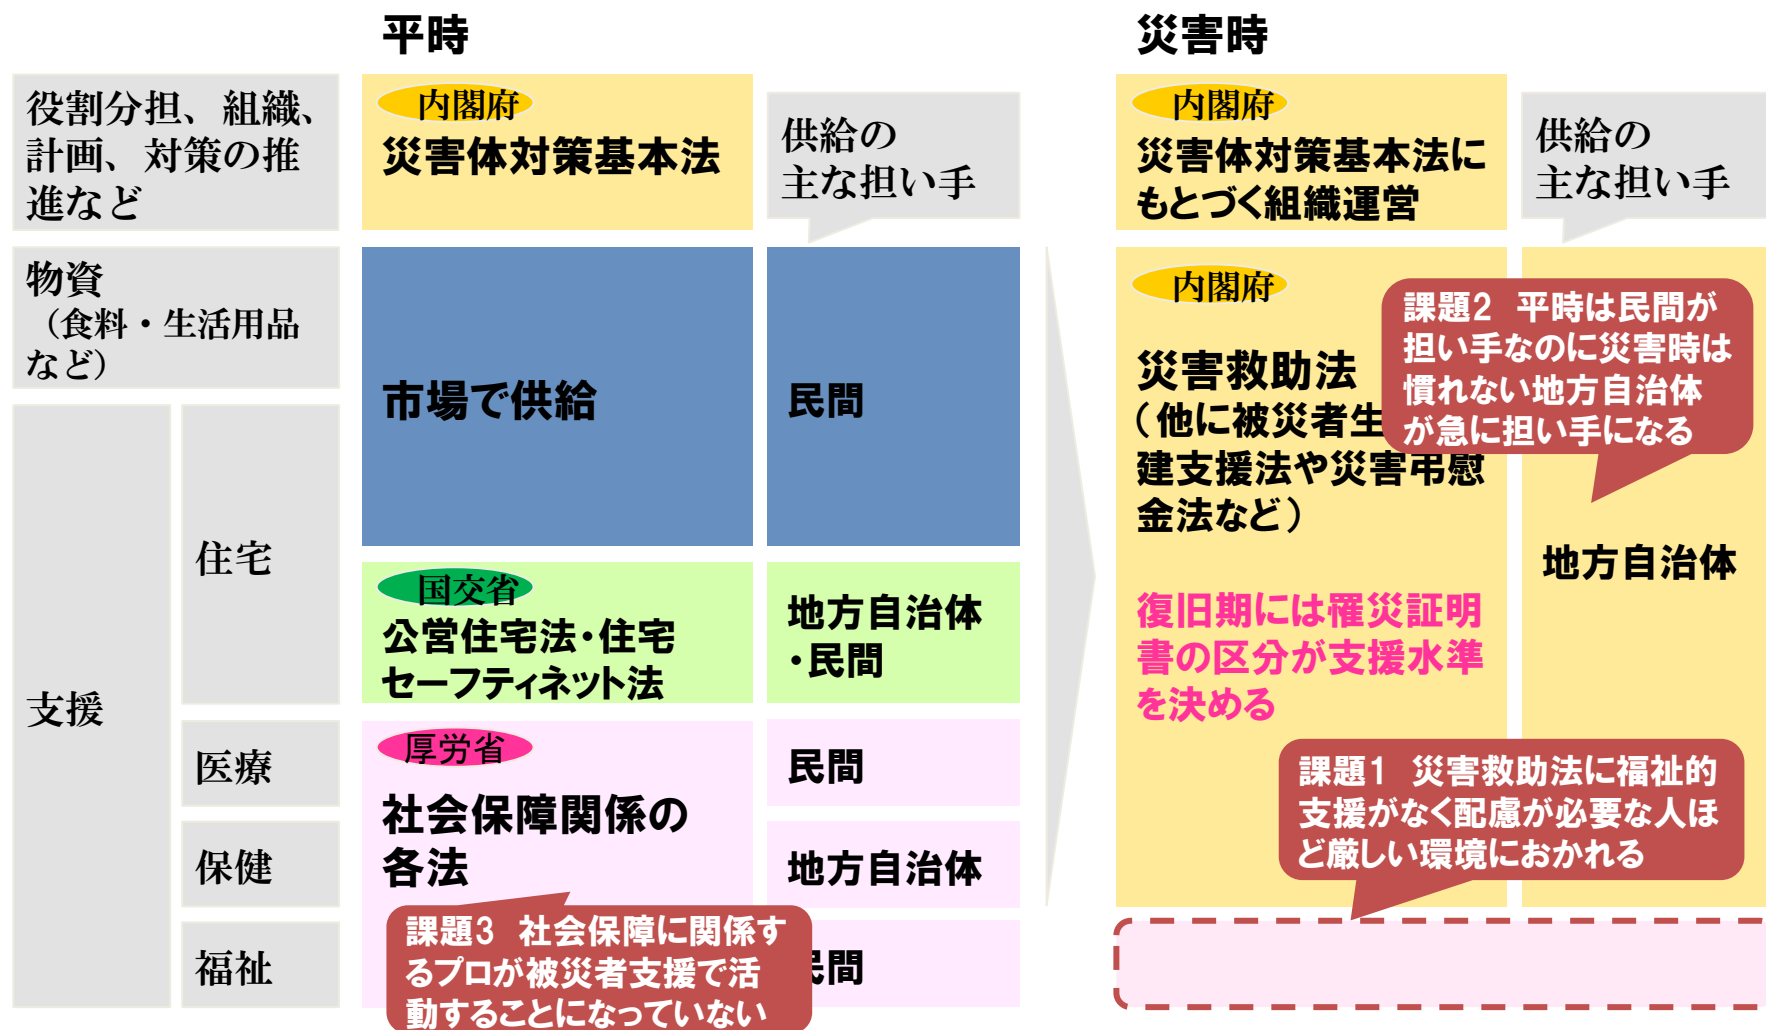 平時
災害時
役割分担、組織、
計画、対策の推
進など
内閣府
災害体対策基本法
供給の
主な担い手
内閣府
災害体対策基本法に
もとづく組織運営
供給の
主な担い手
物資
（食料・生活用品
など）
市場で供給
民間
内閣府
災害救助法
（他に被災者生
建支援法や災害弔慰
金法など）
復旧期には罹災証明
書の区分が支援水準
を決める
課題2　平時は民間が
担い手なのに災害時は
慣れない地方自治体
が急に担い手になる
地方自治体
支援
住宅
国交省
公営住宅法・住宅
セーフティネット法
地方自治体
・民間
医療
厚労省
社会保障関係の
各法
民間
保健
地方自治体
課題1　災害救助法に福祉的
支援がなく配慮が必要な人ほ
ど厳しい環境におかれる
福祉
課題3　社会保障に関係す
るプロが被災者支援で活
動することになっていない
民間